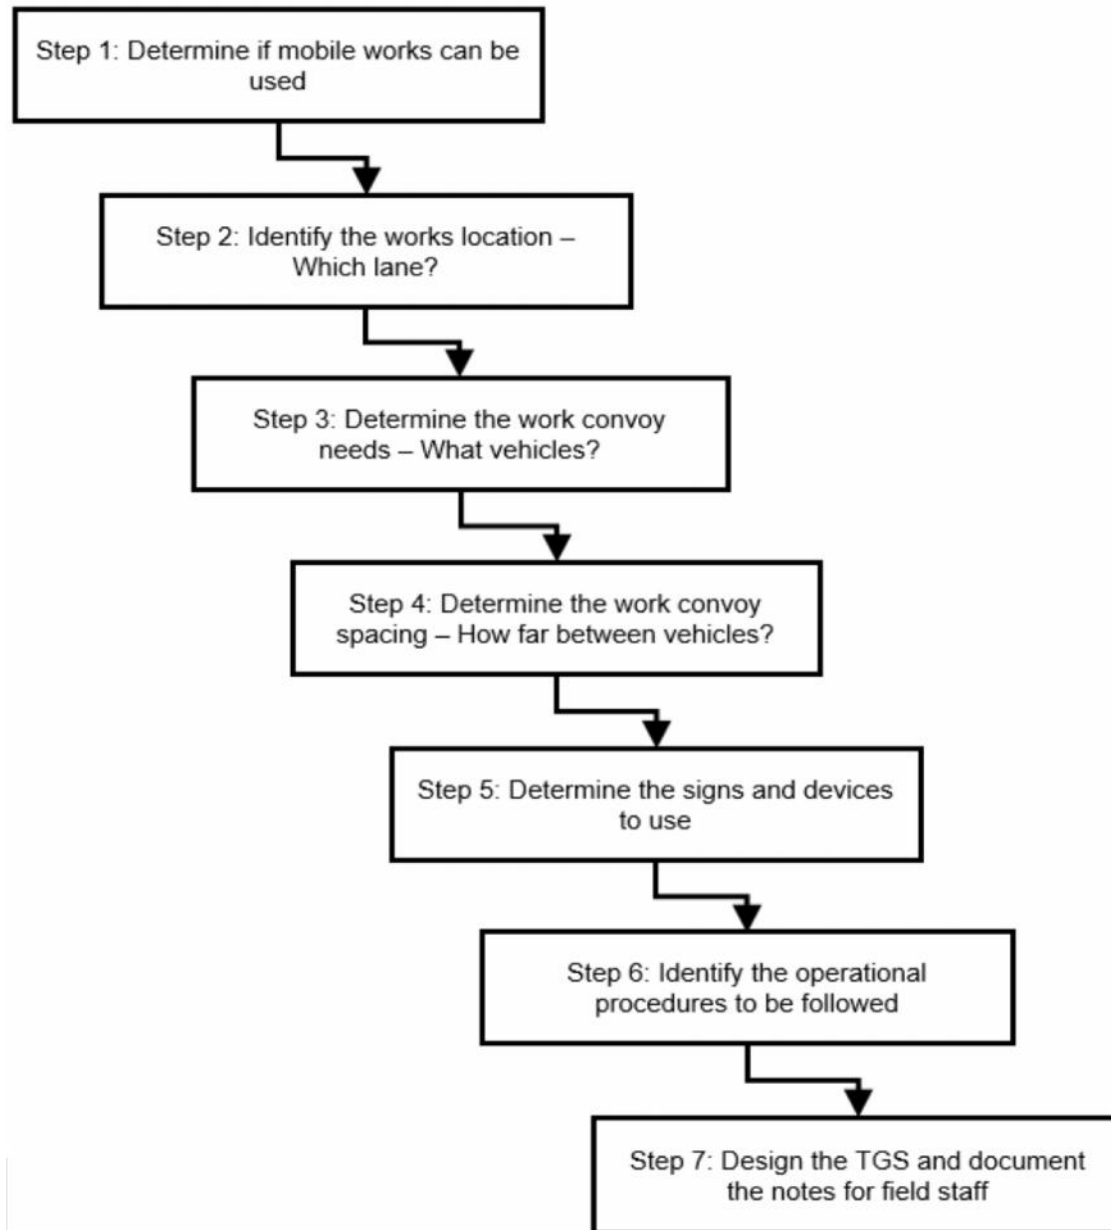 Step 1: Determine if mobile works can be
used
Step 2: Identify the works location –
Which lane?
Step 3: Determine the work convoy
needs – What vehicles?
Step 4: Determine the work convoy
spacing – How far between vehicles?
Step 5: Determine the signs and devices
to use
Step 6: Identify the operational
procedures to be followed
Step 7: Design the TGS and document
the notes for field staff